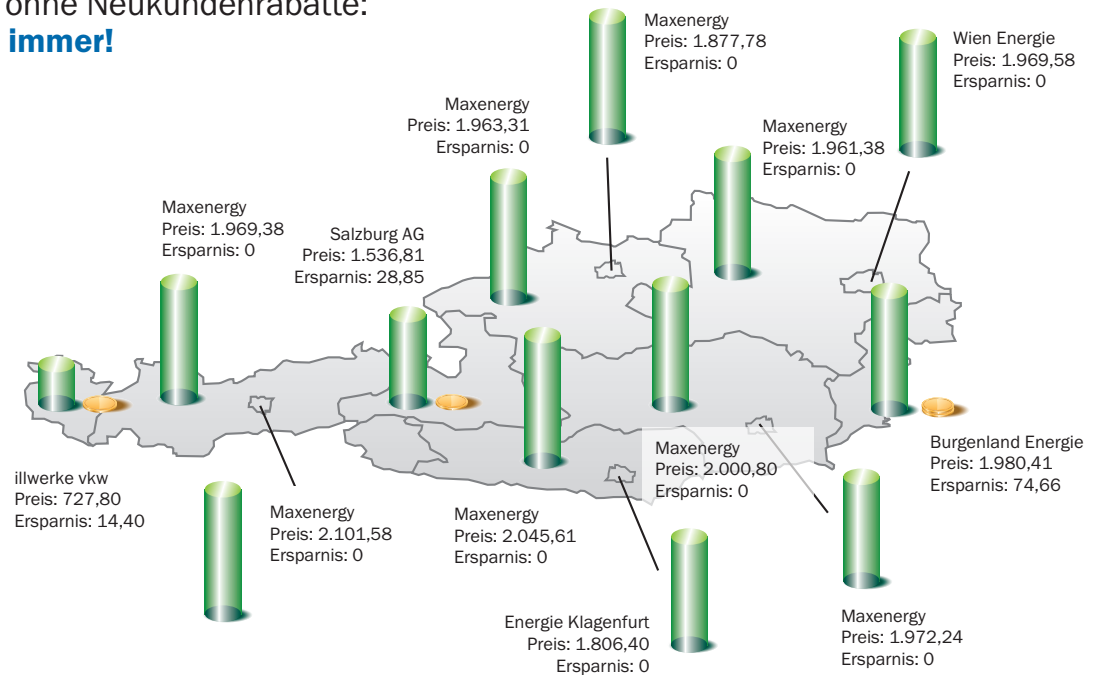 ohne Neukundenrabatte:
immer!
Maxenergy
Preis: 1.877,78
Ersparnis: 0
Wien Energie
Preis: 1.969,58
Ersparnis: 0
Maxenergy
Preis: 1.963,31
Ersparnis: 0
Maxenergy
Preis: 1.961,38
Ersparnis: 0
Maxenergy
Preis: 1.969,38
Ersparnis: 0
Salzburg AG
Preis: 1.536,81
Ersparnis: 28,85
illwerke vkw
Preis: 727,80
Ersparnis: 14,40
Maxenergy
Preis: 2.101,58
Ersparnis: 0
Maxenergy
Preis: 2.045,61
Ersparnis: 0
Maxenergy
Preis: 2.000,80
Ersparnis: 0
Burgenland Energie
Preis: 1.980,41
Ersparnis: 74,66
Energie Klagenfurt
Preis: 1.806,40
Ersparnis: 0
Maxenergy
Preis: 1.972,24
Ersparnis: 0